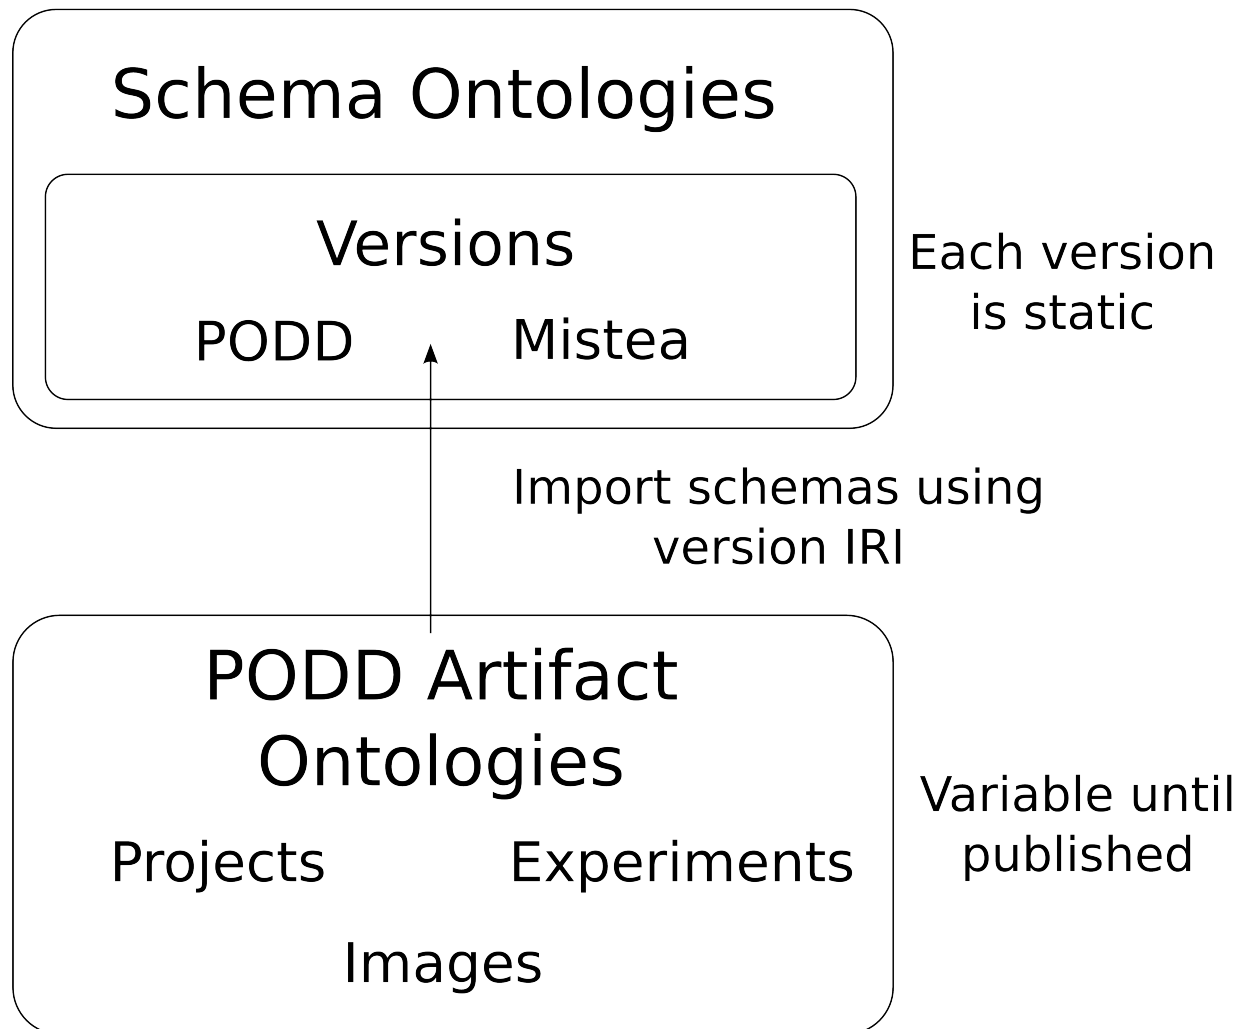 Schema Ontologies
Versions
PODD Mistea
Each version
is static
Import schemas using
version IRI
PODD Artifact
Ontologies
Projects Experiments
Images
Variable until
published